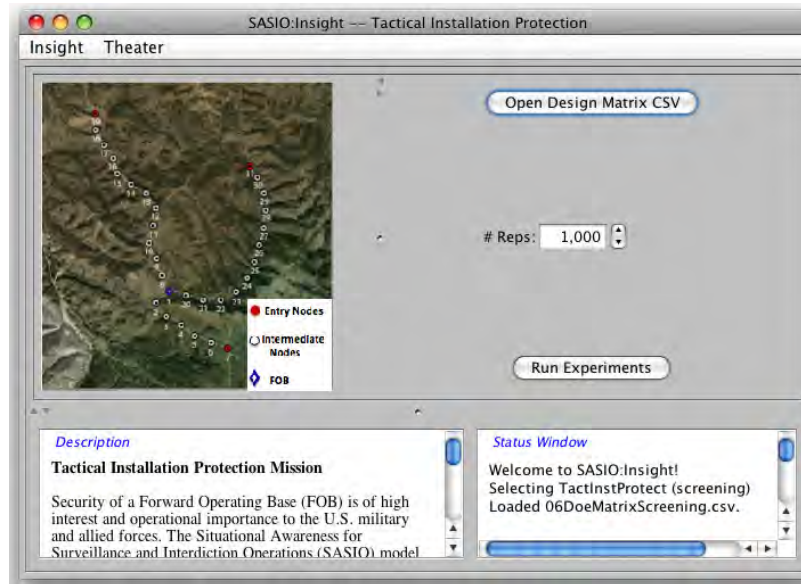 SASIO:Insight -- Tactical Installation Protection
Insight Theater
Open Design Matrix CSV
# Reps: 1,000
Run Experiments
Entry Nodes
Intermediate
Nodes
FOB
Description
Tactical Installation Protection Mission
Security of a Forward Operating Base (FOB) is of high
interest and operational importance to the U.S. military
and allied forces. The Situational Awareness for
Surveillance and Interdiction Operations (SASIO) model
Status Window
Welcome to SASIO:Insight!
Selecting TactInstProtect (screening)
Loaded 06DoeMatrixScreening.csv.